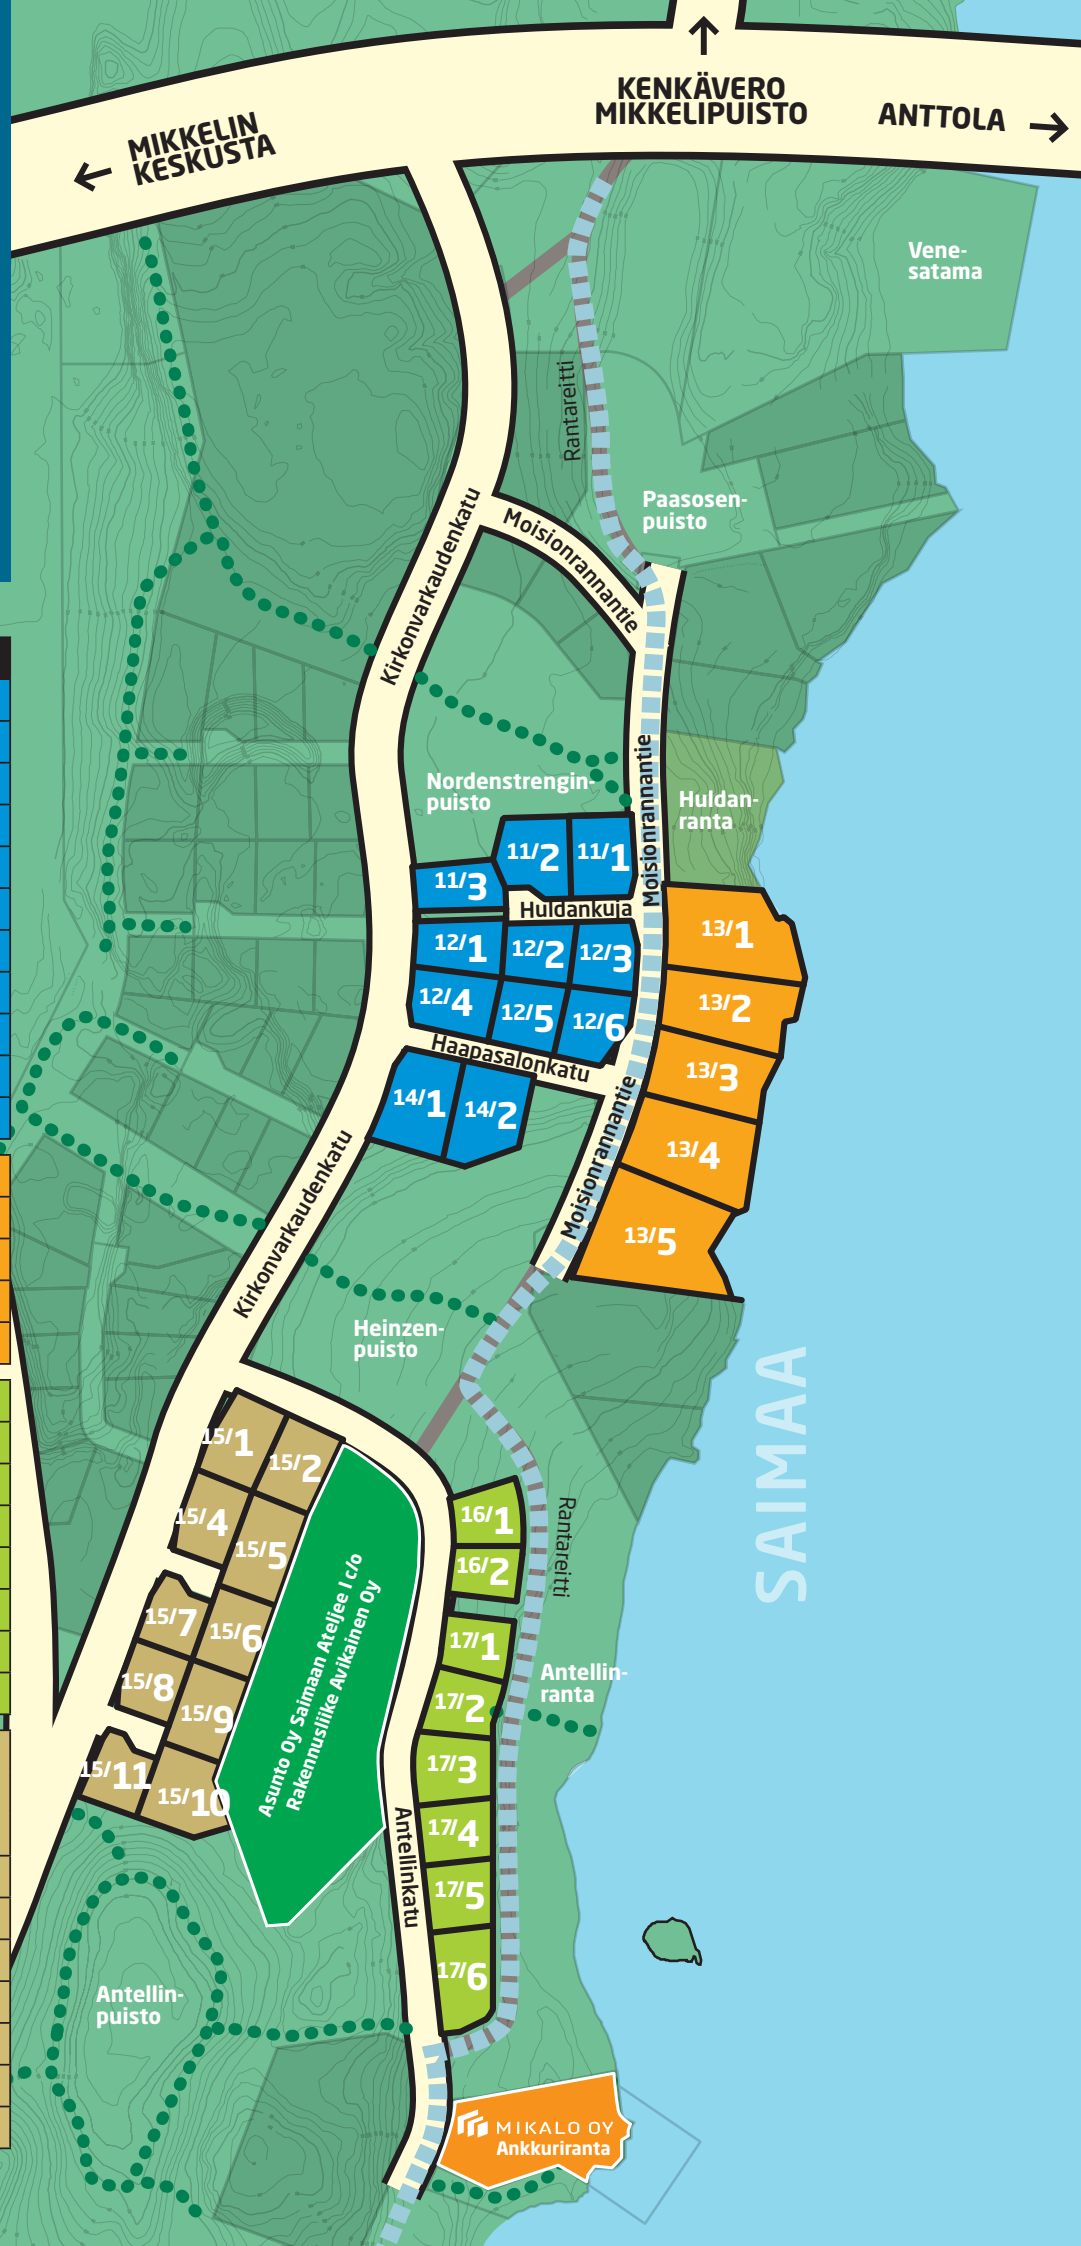 KENKÄVERO
MIKKELIPUISTO
ANTTOLA
MIKKELIN
KESKUSTA
Vene-
satama
Rantareitti
Paasosen-
puisto
Kirkonvarkaudenkatu
Moisionrannantie
Moisionrannantie
Nordenstrengin-
puisto
Huldan-
ranta
11/2
11/1
11/3
Huldankuja
12/1
12/2
12/3
12/4
12/5
12/6
13/1
13/2
13/3
13/4
13/5
Haapasalonkatu
14/1
14/2
Moisionrannantie
Kirkonvarkaudenkatu
Heinzen-
puisto
SAIMAA
15/1
15/2
15/4
15/5
15/7
15/6
15/8
15/9
15/11
15/10
Asunto Oy Saimaan Ateljee I c/o
Rakennusliike Avikainen Oy
16/1
16/2
Rantareitti
17/1
17/2
17/3
17/4
17/5
17/6
Antellin-
ranta
Antellinkatu
Antellin-
puisto
MIKALO OY
Ankkuriranta